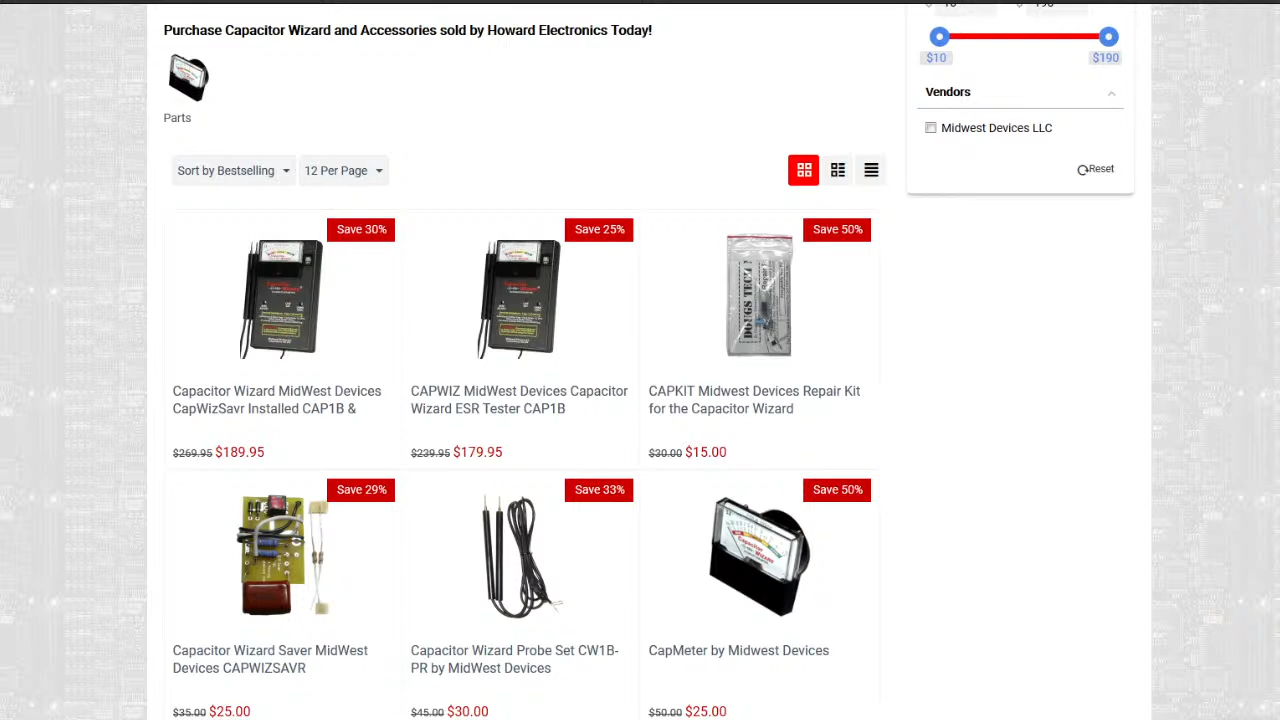 Purchase Capacitor Wizard and Accessories sold by Howard Electronics Today!
Parts
$10
$190
Vendors
Midwest Devices LLC
Reset
Sort by Bestselling
12 Per Page
Save 30%
Save 25%
Save 50%
DOUGS TECH
Capacitor Wizard MidWest Devices
CapWizSavr Installed CAP1B &
$269.95 $189.95
CAPWIZ MidWest Devices Capacitor
Wizard ESR Tester CAP1B
$239.95 $179.95
CAPKIT Midwest Devices Repair Kit
for the Capacitor Wizard
$30.00 $15.00
Save 29%
Save 33%
Save 50%
Capacitor
Wizard
Capacitor Wizard Saver MidWest
Devices CAPWIZSAVR
$35.00 $25.00
Capacitor Wizard Probe Set CW1B-
PR by MidWest Devices
$45.00 $30.00
CapMeter by Midwest Devices
$50.00 $25.00